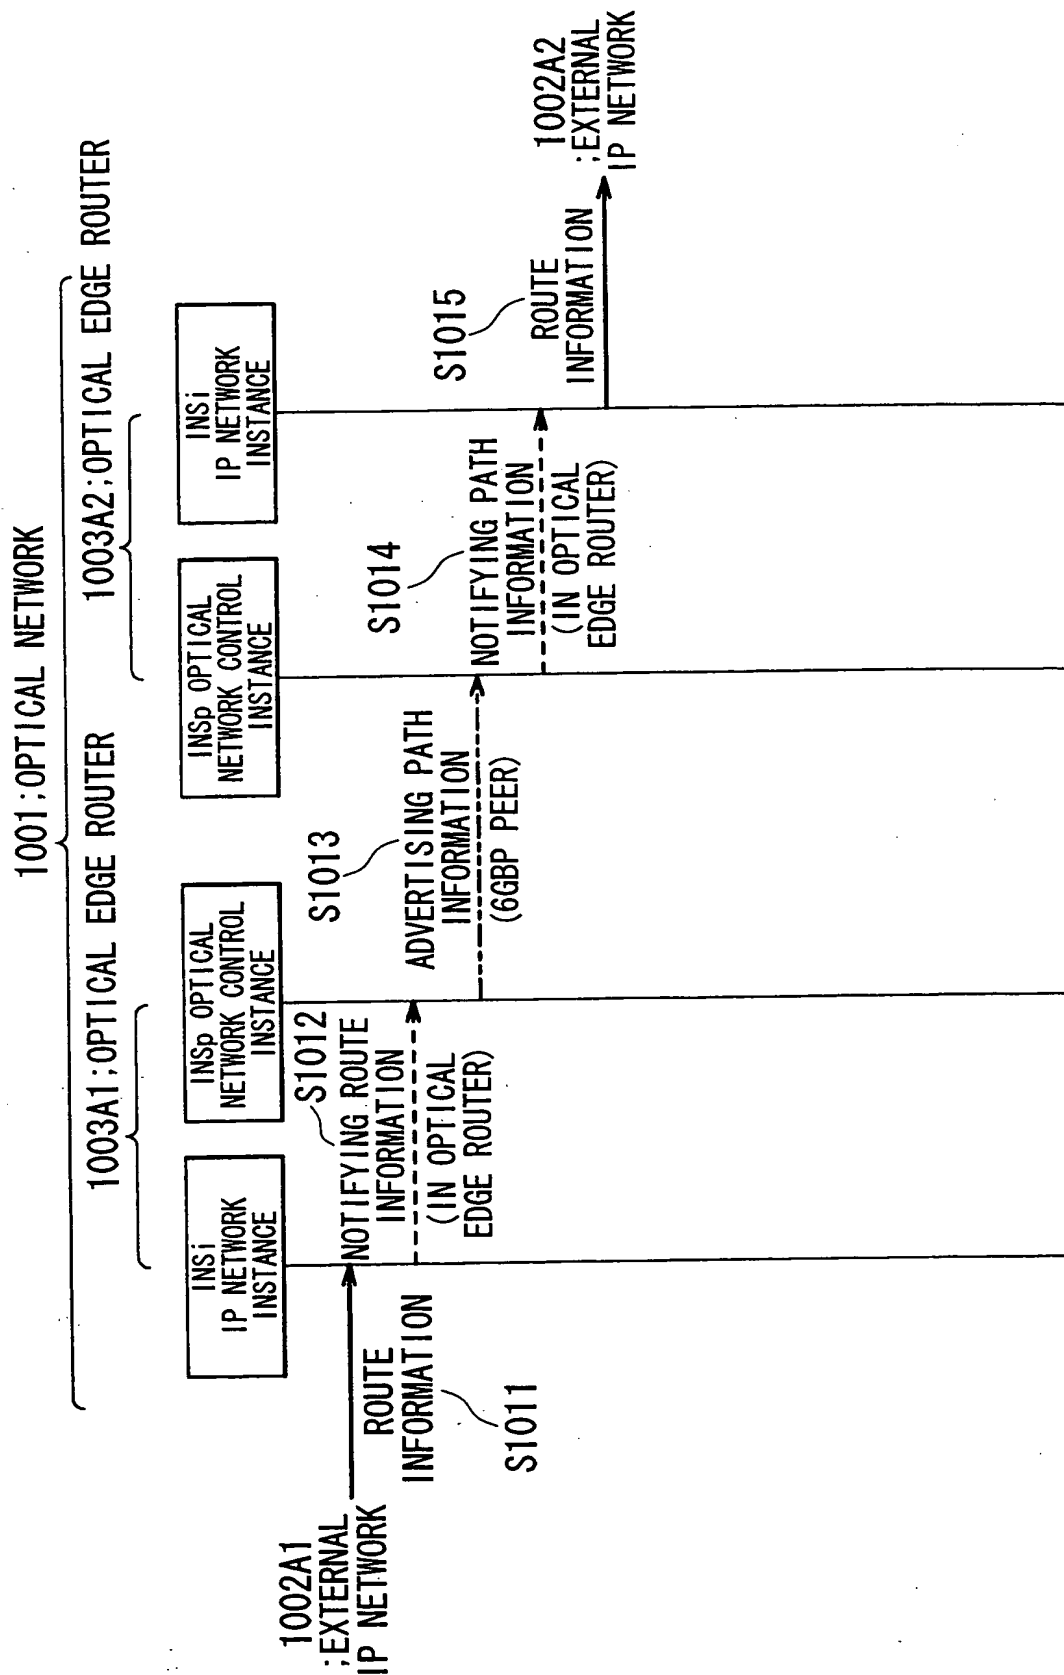 1001;OPTICAL NETWORK
1003A1;OPTICAL EDGE ROUTER
1003A2;OPTICAL EDGE ROUTER
INSi
IP NETWORK
INSTANCE
INSp OPTICAL
NETWORK CONTROL
INSTANCE
INSp OPTICAL
NETWORK CONTROL
INSTANCE
INSi
IP NETWORK
INSTANCE
1002A1
;EXTERNAL
IP NETWORK
ROUTE
INFORMATION
S1011
S1012
NOTIFYING ROUTE
INFORMATION
(IN OPTICAL
EDGE ROUTER)
S1013
ADVERTISING PATH
INFORMATION
(6GBP PEER)
S1014
NOTIFYING PATH
INFORMATION
(IN OPTICAL
EDGE ROUTER)
S1015
ROUTE
INFORMATION
1002A2
;EXTERNAL
IP NETWORK